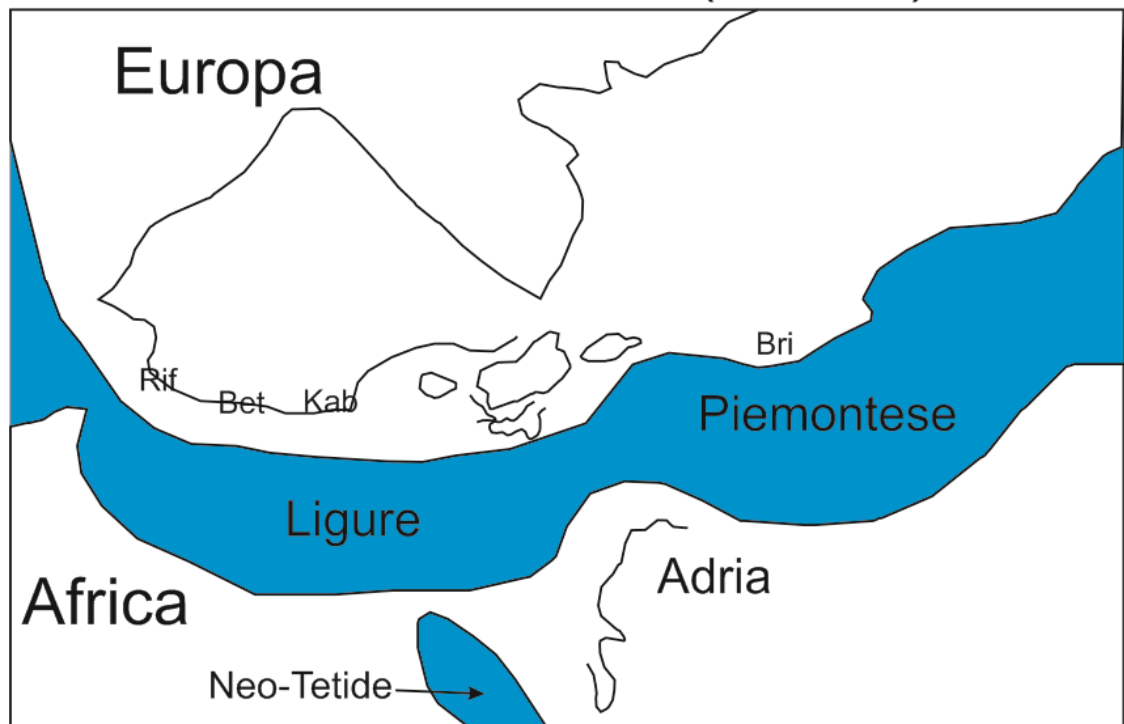 Europa
Bri
Rif
Bet
Kab
Piemontese
Ligure
Adria
Africa
Neo-Tetide